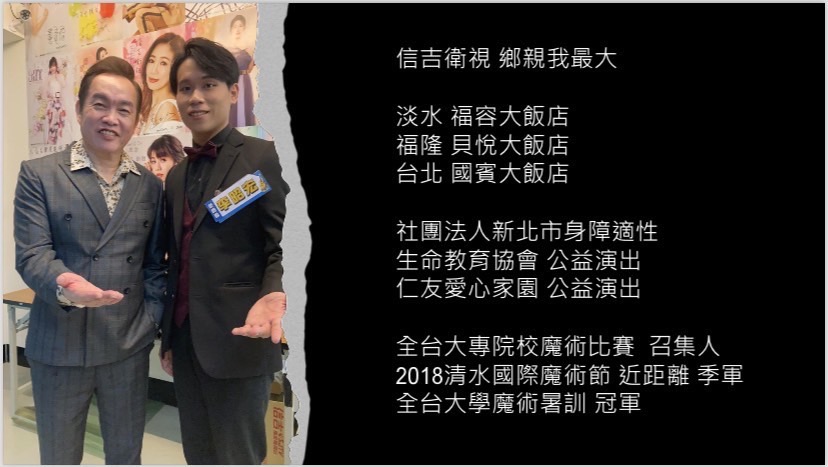 信吉衛視 鄉親我最大
淡水 福容大飯店
福隆 貝悅大飯店
台北 國賓大飯店
社團法人新北市身障適性
生命教育協會 公益演出
仁友愛心家園 公益演出
全台大專院校魔術比賽  召集人
2018清水國際魔術節 近距離 季軍
全台大學魔術暑訓 冠軍
李昭宏